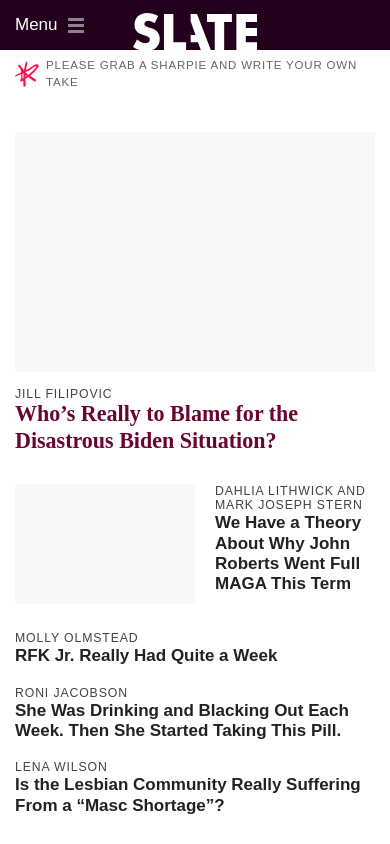 Menu
SLATE
PLEASE GRAB A SHARPIE AND WRITE YOUR OWN
TAKE
JILL FILIPOVIC
Who’s Really to Blame for the
Disastrous Biden Situation?
DAHLIA LITHWICK AND
MARK JOSEPH STERN
We Have a Theory
About Why John
Roberts Went Full
MAGA This Term
MOLLY OLMSTEAD
RFK Jr. Really Had Quite a Week
RONI JACOBSON
She Was Drinking and Blacking Out Each
Week. Then She Started Taking This Pill.
LENA WILSON
Is the Lesbian Community Really Suffering
From a “Masc Shortage”?